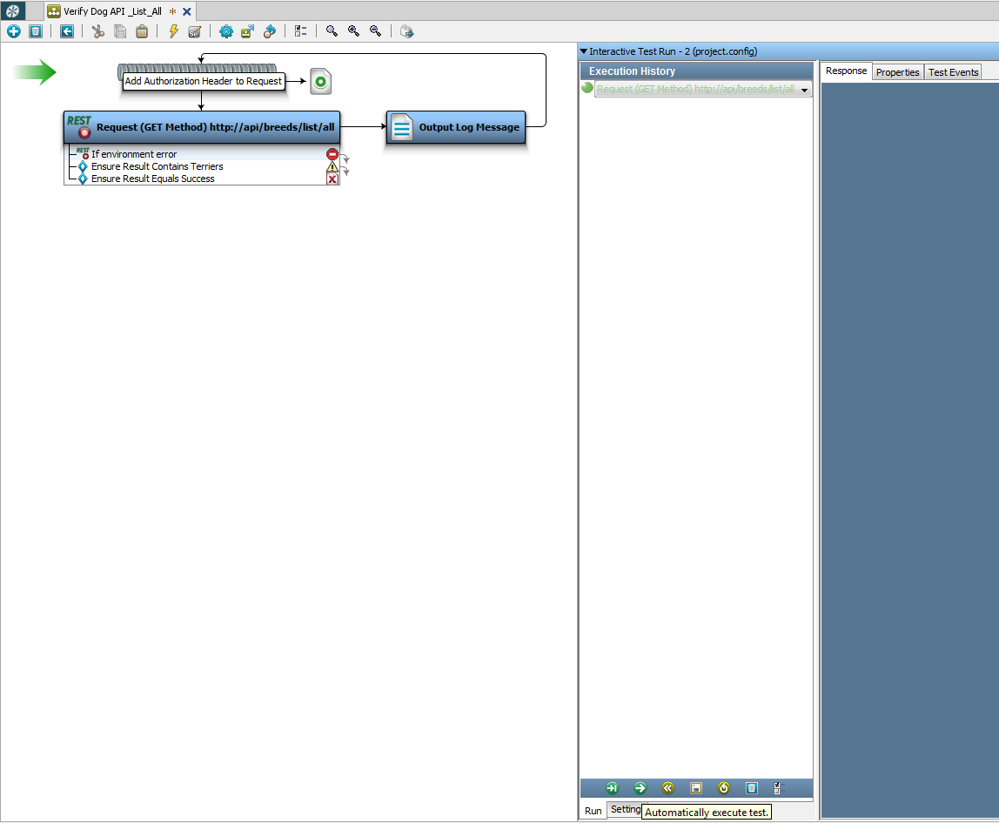 Verify Dog API _List_All
Interactive Test Run - 2 (project.config)
Execution History
Response
Properties
Test Events
Request (GET Method) http://api/breeds/list/all
Add Authorization Header to Request
REST
Request (GET Method) http://api/breeds/list/all
Output Log Message
REST
If environment error
Ensure Result Contains Terriers
Ensure Result Equals Success
Run
Setting
Automatically execute test.